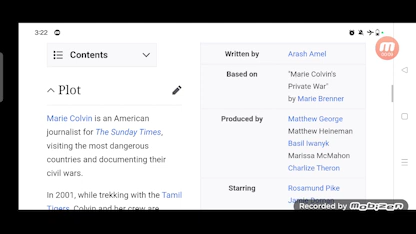 3:22
Contents
Plot
Marie Colvin is an American
journalist for The Sunday Times,
visiting the most dangerous
countries and documenting their
civil wars.
In 2001, while trekking with the Tamil
Tigers, Colvin and her crew are
Written by Arash Amel
Based on "Marie Colvin's
Private War"
by Marie Brenner
Produced by Matthew George
Matthew Heineman
Basil Iwanyk
Marissa McMahon
Charlize Theron
Starring Rosamund Pike
Jamie Dornan
Recorded by Mobizen